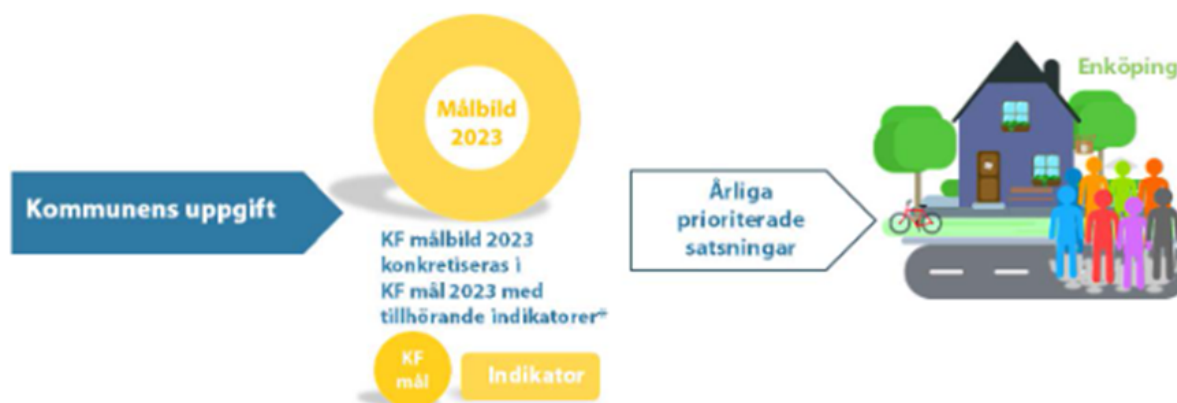 Kommunens uppgift
Målbild
2023
KF målbild 2023
konkretiseras i
KF mål 2023 med
tillhörande indikatorer*
KF
mål
Indikator
Årliga
prioriterade
satsningar
Enköping